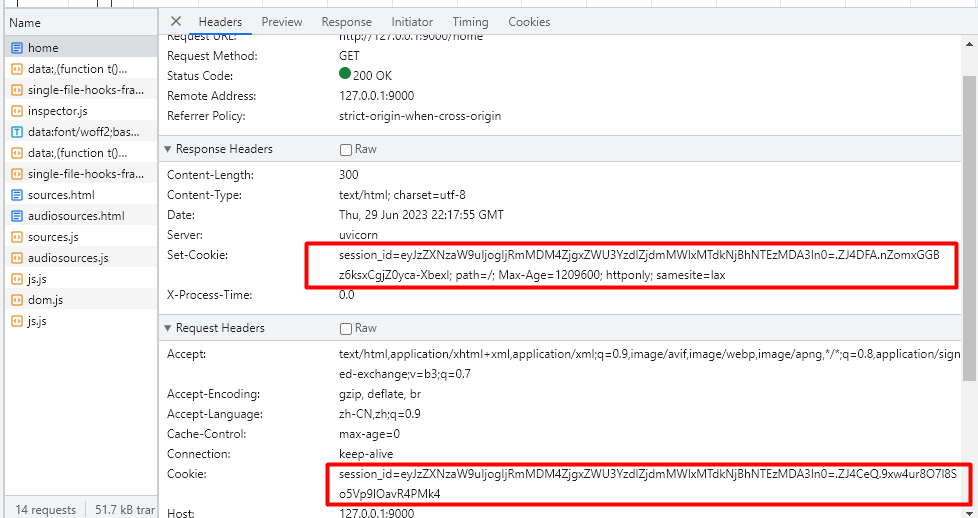 Name
home
data:,(function t()...
single-file-hooks-fra...
inspector.js
data:font/woff2;bas...
data:,(function t()...
single-file-hooks-fra...
sources.html
audiosources.html
sources.js
audiosources.js
js.js
dom.js
js.js
14 requests
51.7 kB tran
Headers Preview Response Initiator Timing Cookies
Request URL: http://127.0.0.1:9000/home
Request Method: GET
Status Code: 200 OK
Remote Address: 127.0.0.1:9000
Referrer Policy: strict-origin-when-cross-origin
Response Headers Raw
Content-Length: 300
Content-Type: text/html; charset=utf-8
Date: Thu, 29 Jun 2023 22:17:55 GMT
Server: uvicorn
Set-Cookie: session_id=eyJzZXNzaW9uIjogIjRmMDM4ZjgxZWU3YzdlZjdmMWIxMTdkNjBhNTEzMDA3In0=.ZJ4DFA.nZomxGGB
z6ksxCgjZ0yca-XbexI; path=/; Max-Age=1209600; httponly; samesite=lax
X-Process-Time: 0.0
Request Headers Raw
Accept: text/html,application/xhtml+xml,application/xml;q=0.9,image/avif,image/webp,image/apng,*/*;q=0.8,application/sign
ed-exchange;v=b3;q=0.7
Accept-Encoding: gzip, deflate, br
Accept-Language: zh-CN,zh;q=0.9
Cache-Control: max-age=0
Connection: keep-alive
Cookie: session_id=eyJzZXNzaW9uIjogIjRmMDM4ZjgxZWU3YzdlZjdmMWIxMTdkNjBhNTEzMDA3In0=.ZJ4CeQ.9xw4ur8O7I8S
o5Vp9IOavR4PMk4
Host: 127.0.0.1:9000